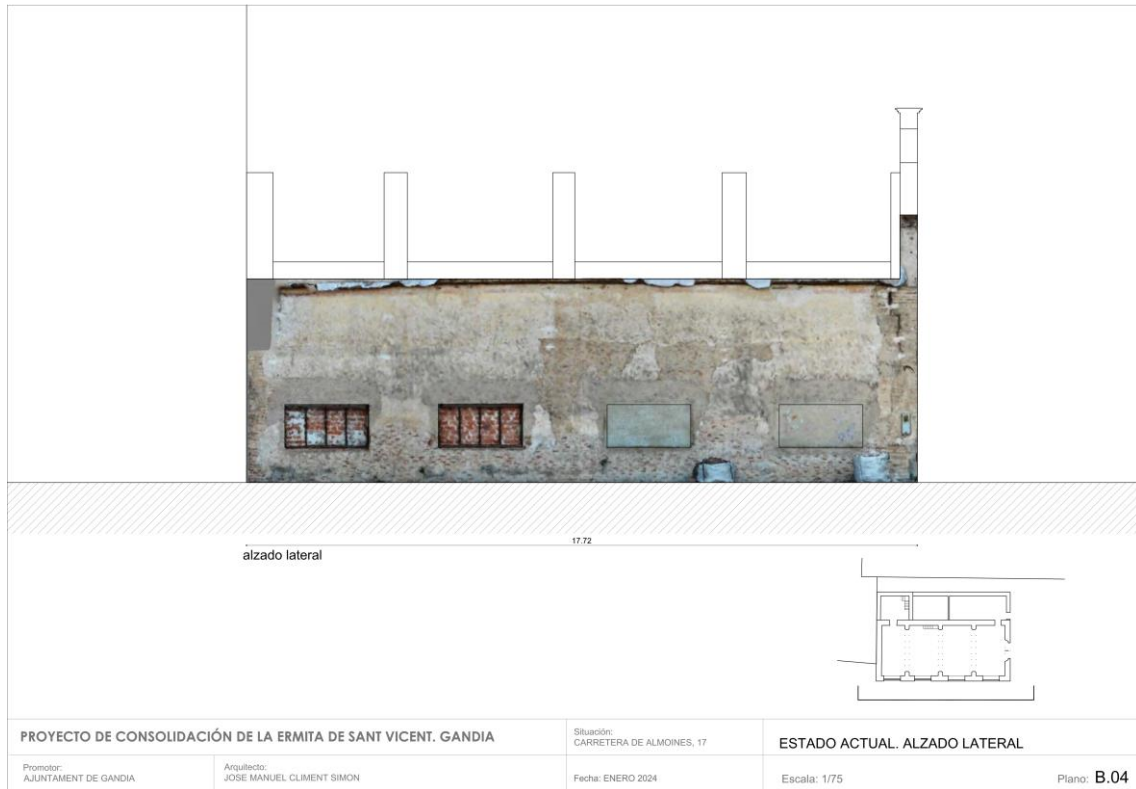 17.72
alzado lateral
PROYECTO DE CONSOLIDACIÓN DE LA ERMITA DE SANT VICENT. GANDIA
Promotor:
AJUNTAMENT DE GANDIA
Arquitecto:
JOSE MANUEL CLIMENT SIMON
Situación:
CARRETERA DE ALMOINES, 17
Fecha: ENERO 2024
ESTADO ACTUAL. ALZADO LATERAL
Escala: 1/75
Plano: B.04